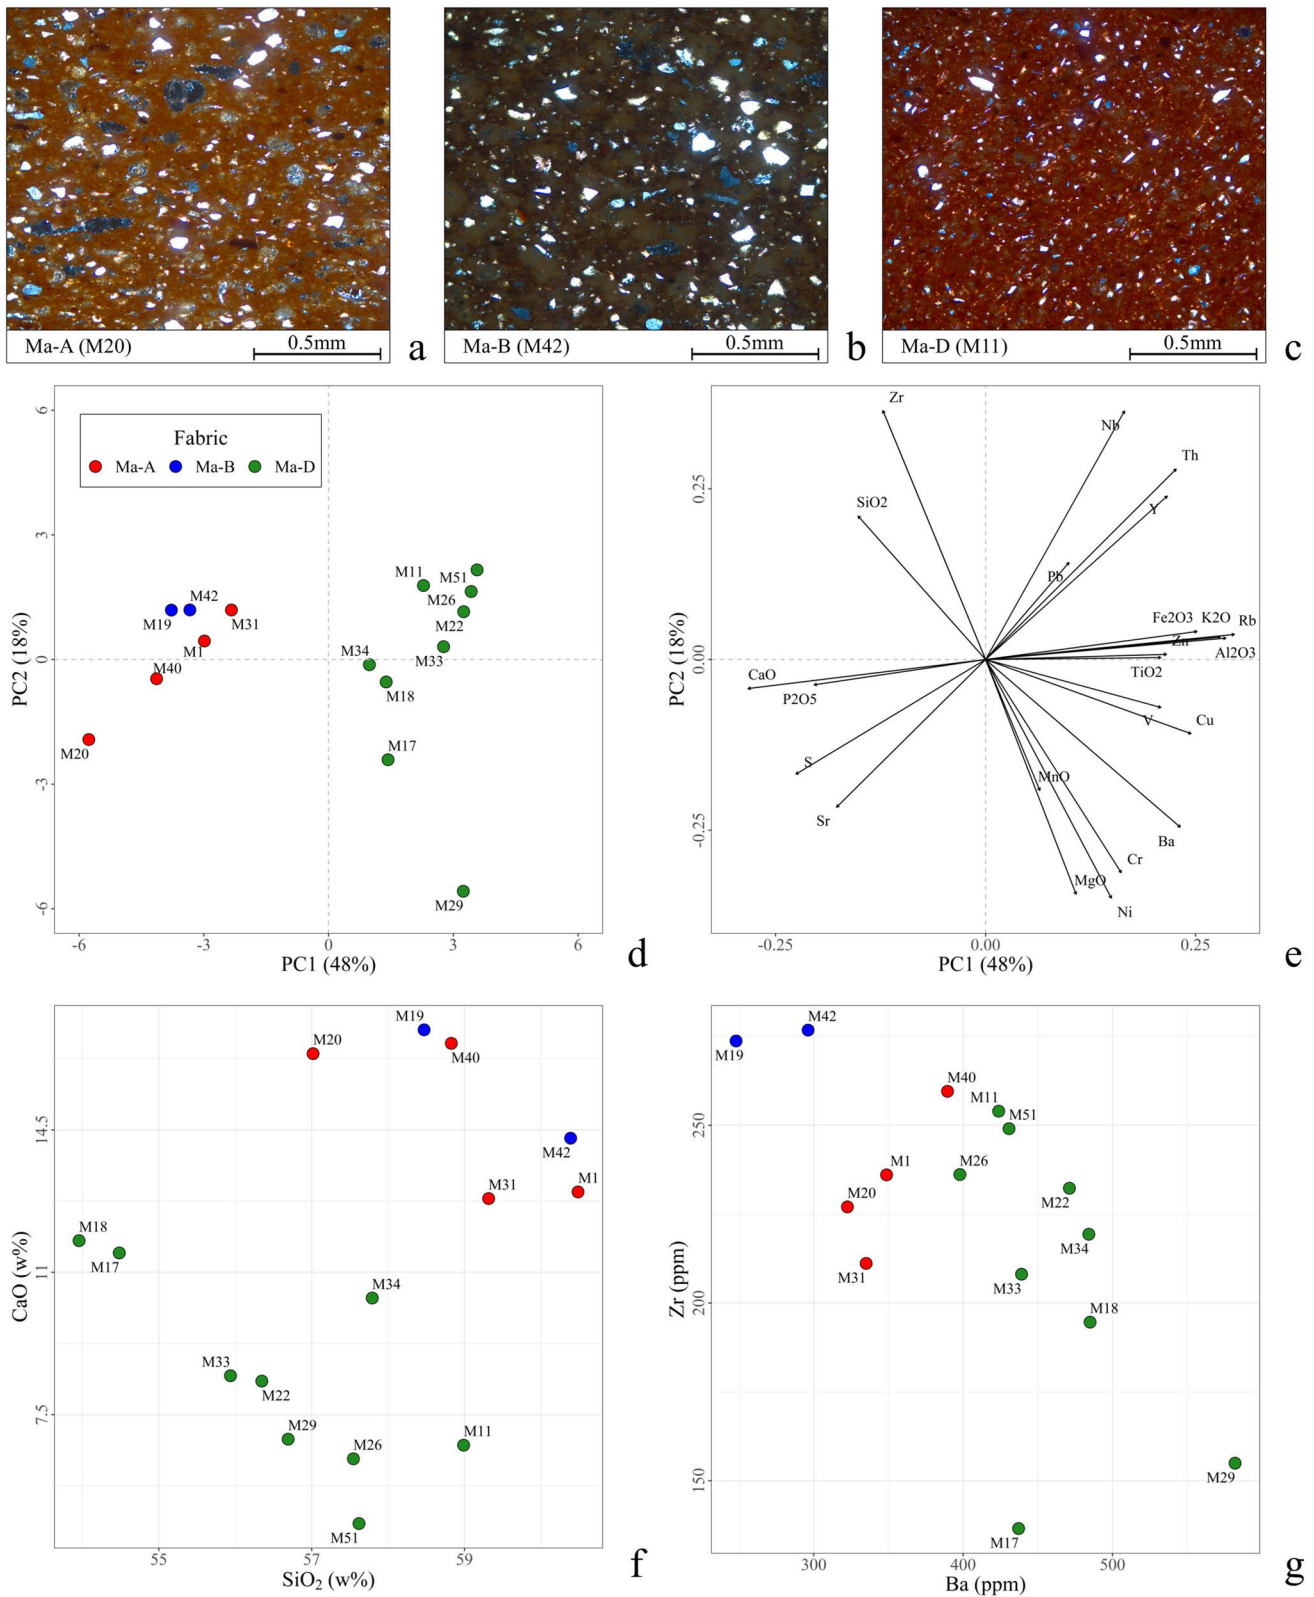 Ma-A (M20)
0.5mm
a
Ma-B (M42)
0.5mm
b
Ma-D (M11)
0.5mm
c
Fabric
Ma-A Ma-B Ma-D
M11
M51
M26
M22
M33
M34
M18
M17
M29
M42
M19
M31
M1
M40
M20
6
3
0
-3
-6
PC2 (18%)
-6 -3 0 3 6
PC1 (48%)
d
Zr
Nb
Th
SiO2
Y
Pb
Fe2O3 K2O Rb
Zn
Al2O3
TiO2
CaO
P2O5
V
Cu
S
MnO
Sr
Ba
Cr
MgO
Ni
0.25
0.00
-0.25
PC2 (18%)
-0.25 0.00 0.25
PC1 (48%)
e
M19
M20
M40
M42
M31
M1
M18
M17
M34
M33
M22
M29
M26
M11
M51
14.5
11
7.5
CaO (w%)
55 57 59
SiO₂ (w%)
f
M42
M19
M40
M11
M51
M1
M26
M20
M22
M31
M34
M33
M18
M29
M17
250
200
150
Zr (ppm)
300 400 500
Ba (ppm)
g